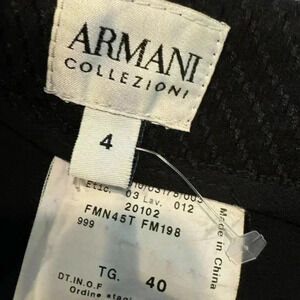 ARMANI
COLLEZIONI
4
Etic. 03 Lav. 012
20102
FMN45T FM198
999
TG. 40
DT.IN.O.F
Ordine
Made in China